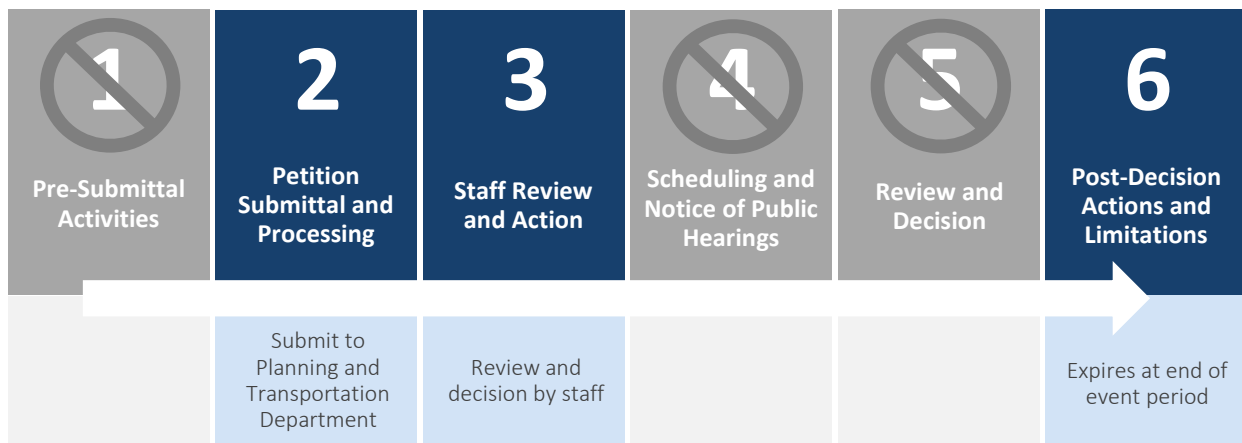 1
Pre-Submittal
Activities
2
Petition
Submittal and
Processing
Submit to
Planning and
Transportation
Department
3
Staff Review
and Action
Review and
decision by staff
4
Scheduling and
Notice of Public
Hearings
5
Review and
Decision
6
Post-Decision
Actions and
Limitations
Expires at end of
event period